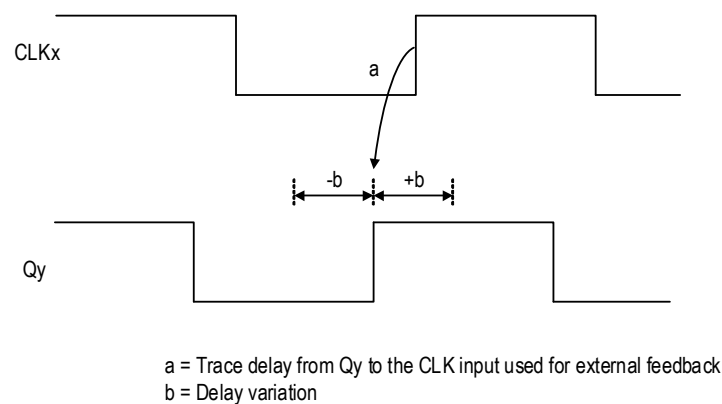 CLKx
a
-b
+b
Qy
a = Trace delay from Qy to the CLK input used for external feedback
b = Delay variation